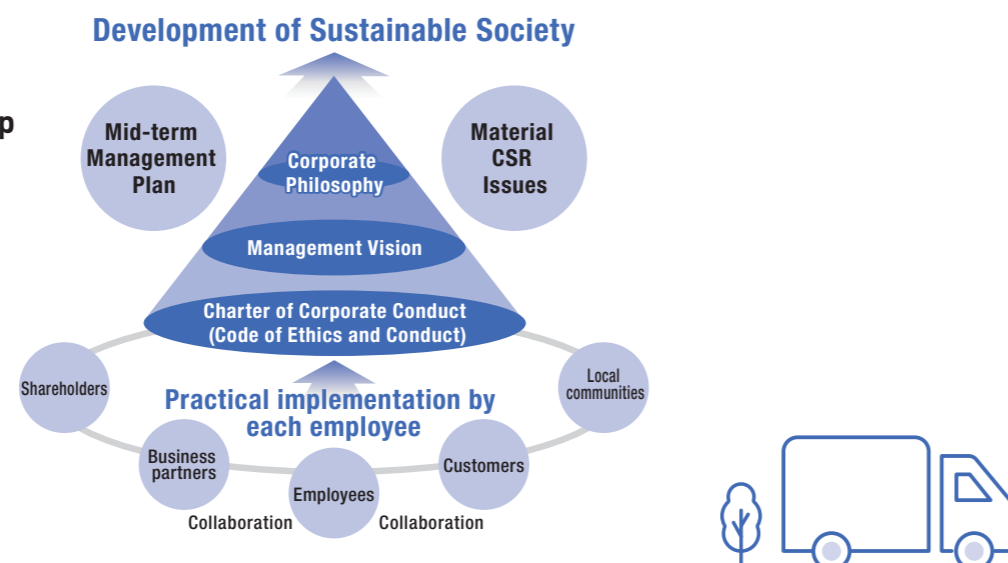 Development of Sustainable Society
p
Mid-term
Management
Plan
Material
CSR
Issues
Corporate
Philosophy
Management Vision
Charter of Corporate Conduct
(Code of Ethics and Conduct)
Shareholders
Local
communities
Practical implementation by
each employee
Business
partners
Customers
Employees
Collaboration
Collaboration